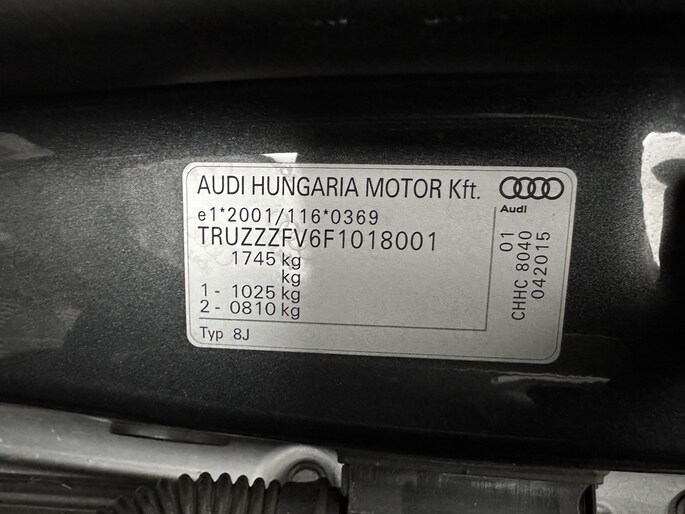 AUDI HUNGARIA MOTOR Kft.
Audi
e1*2001/116*0369
TRUZZZFV6F1018001
1745 kg
kg
1 - 1025 kg
2 - 0810 kg
Typ 8J
01
CHHC 8040
042015